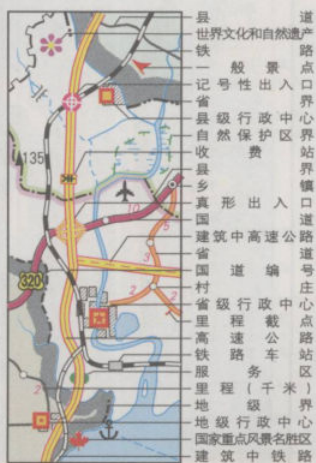 县道
世界文化和自然遗产
铁路
一般景点
记号性出入口
省界
县级行政中心
自然保护区界
收费站
县界
乡镇
真形出入口
国道
建筑中高速公路
省道
国道编号
村庄
省级行政中心
里程截点
高速公路
铁路车站
服务区
里程(千米)
地级界
地级行政中心
国家重点风景名胜区
建筑中铁路
135
10
5
3
320
2
2
2